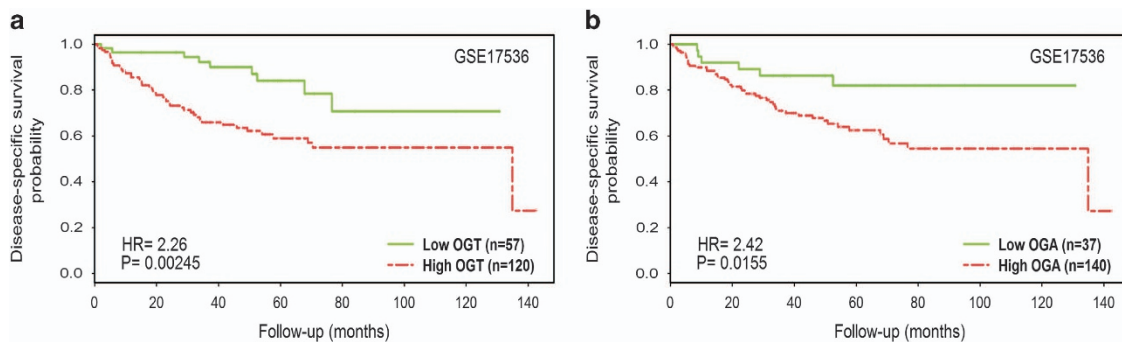 a
GSE17536
Disease-specific survival
probability
1.0
0.8
0.6
0.4
0.2
0.0
HR= 2.26
P= 0.00245
Low OGT (n=57)
High OGT (n=120)
0 20 40 60 80 100 120 140
Follow-up (months)
b
GSE17536
Disease-specific survival
probability
1.0
0.8
0.6
0.4
0.2
0.0
HR= 2.42
P= 0.0155
Low OGA (n=37)
High OGA (n=140)
0 20 40 60 80 100 120 140
Follow-up (months)